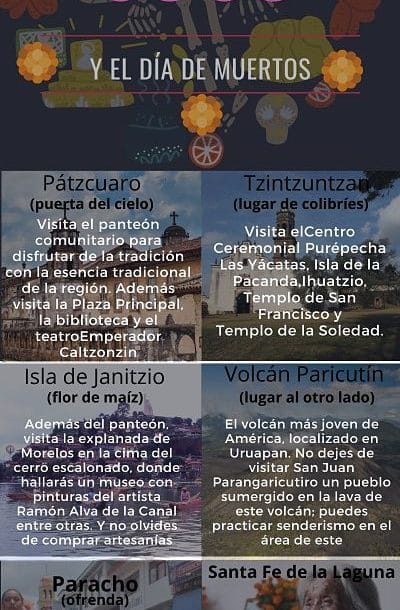 Y EL DÍA DE MUERTOS
Pátzcuaro
(puerta del cielo)
Visita el panteón
comunitario para
disfrutar de la tradición
con la esencia tradicional
de la región. Además
visita la Plaza Principal,
la biblioteca y el
teatroEmperador
Caltzonzin
Tzintzuntzan
(lugar de colibríes)
Visita elCentro
Ceremonial Purépecha
Las Yácatas, Isla de la
Pacanda,Ihuatzio,
Templo de San
Francisco y
Templo de la Soledad.
Isla de Janitzio
(flor de maíz)
Además del panteón,
visita la explanada de
Morelos en la cima del
cerro escalonado, donde
hallarás un museo con
pinturas del artista
Ramón Alva de la Canal
entre otras. Y no olvides
de comprar artesanías
Volcán Paricutín
(lugar al otro lado)
El volcán más joven de
América, localizado en
Uruapan. No dejes de
visitar San Juan
Parangaricutiro un pueblo
sumergido en la lava de
este volcán; puedes
practicar senderismo en el
área de este
Paracho
(ofrenda)
Santa Fe de la Laguna